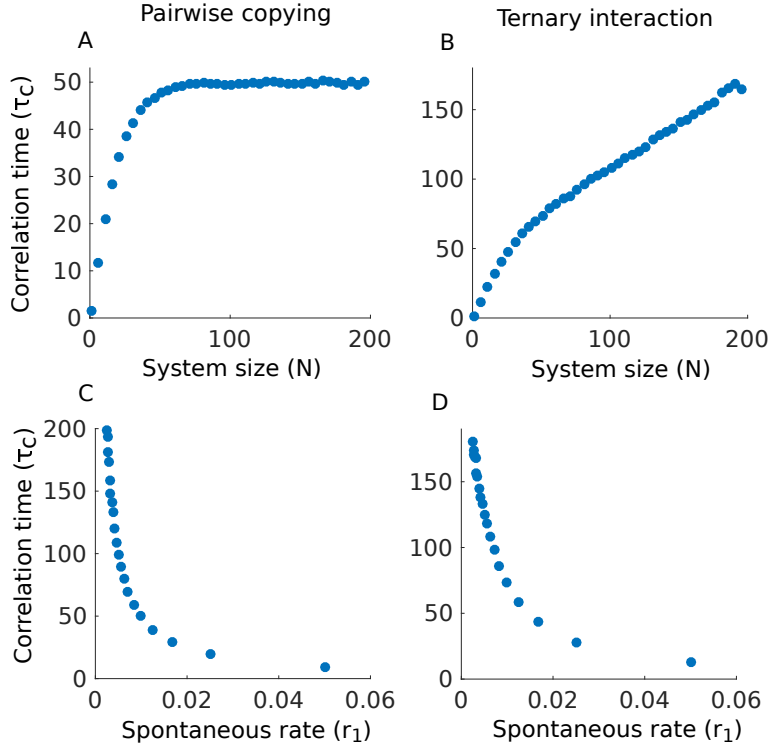 Pairwise copying
Ternary interaction
A
B
Correlation time (τC)
50
40
30
20
10
0
0
100
200
System size (N)
150
100
50
0
0
100
200
System size (N)
C
D
Correlation time (τC)
200
150
100
50
0
0
0.02
0.04
0.06
Spontaneous rate (r1)
150
100
50
0
0
0.02
0.04
0.06
Spontaneous rate (r1)